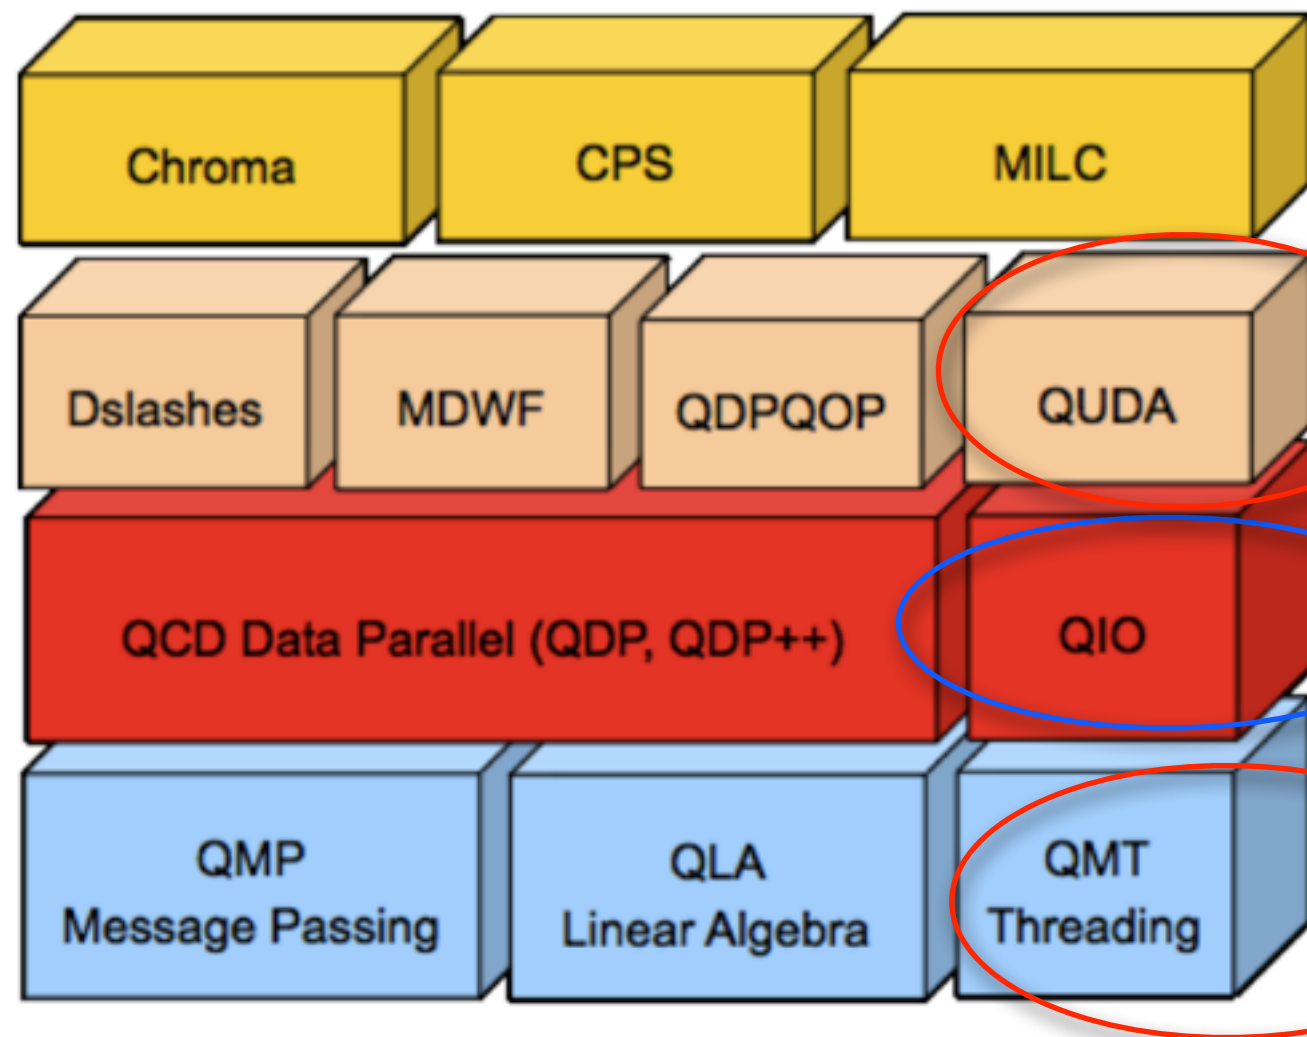 Chroma
CPS
MILC
Dslashes
MDWF
QDPQOP
QUDA
QCD Data Parallel (QDP, QDP++)
QIO
QMP
Message Passing
QLA
Linear Algebra
QMT
Threading